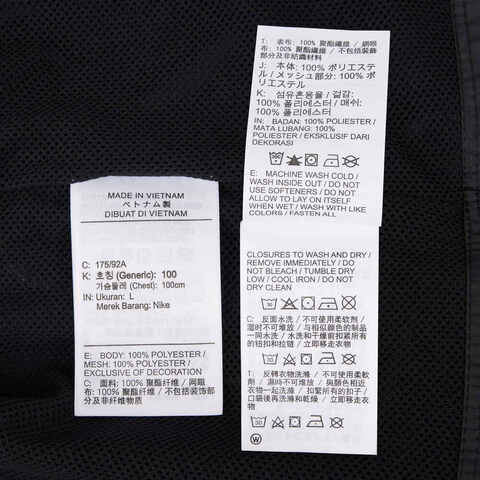 MADE IN VIETNAM
ベトナム製
DIBUAT DI VIETNAM
C: 175/92A
K: 호칭 (Generic): 100
가슴둘레 (Chest): 100cm
IN: Ukuran: L
Merek Barang: Nike
E: BODY: 100% POLYESTER/
MESH: 100% POLYESTER/
EXCLUSIVE OF DECORATION
C: 面料: 100% 聚酯纤维 / 网眼
布: 100% 聚酯纤维 / 不包括装饰部
分及非纤维材料
T: 表布: 100% 聚酯纖維 / 網眼
布: 100% 聚酯纖維 / 不包括裝飾
部分及非紡織材料
J: 本体: 100% ポリエステ
ル / メッシュ部分: 100% ポ
リエステル
K: 섬유혼용율 / 겉감:
100% 폴리에스터 / 매쉬:
100% 폴리에스터
IN: BADAN: 100% POLIESTER/
MATA LUBANG: 100%
POLIESTER / EKSKLUSIF DARI
DEKORASI
E: MACHINE WASH COLD /
WASH INSIDE OUT / DO NOT
USE SOFTENERS / DO NOT
ALLOW TO LAY ON ITSELF
WHEN WET / WASH WITH LIKE
COLORS / FASTEN ALL
CLOSURES TO WASH AND DRY /
REMOVE IMMEDIATELY / DO
NOT BLEACH / TUMBLE DRY
LOW / COOL IRON / DO NOT
DRY CLEAN
C: 反面水洗 / 不可使用柔软剂 /
湿时不可堆放 / 与相似颜色的制品
一同水洗 / 水洗和干燥前扣紧所有
的钮扣和拉链 / 立即移走衣物
T: 反轉衣物洗滌 / 不可使用柔
軟劑 / 濕時不可堆放 / 與顏色相近
衣物一起洗滌 / 扣緊所有的扣子 /
口袋後再洗滌和乾衣 / 立即移走衣
物